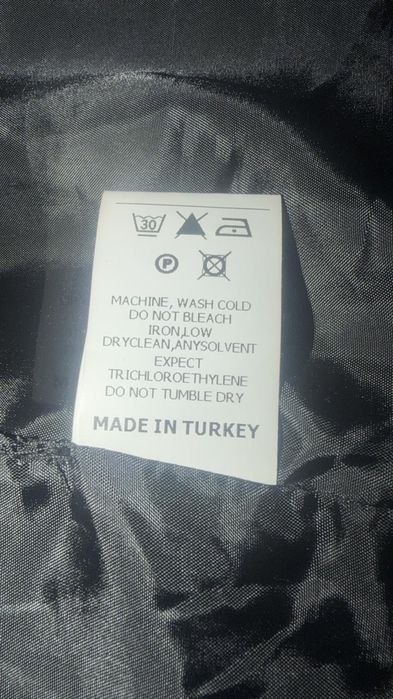 30
P
MACHINE, WASH COLD
DO NOT BLEACH
IRON,LOW
DRYCLEAN,ANYSOLVENT
EXPECT
TRICHLOROETHYLENE
DO NOT TUMBLE DRY
MADE IN TURKEY